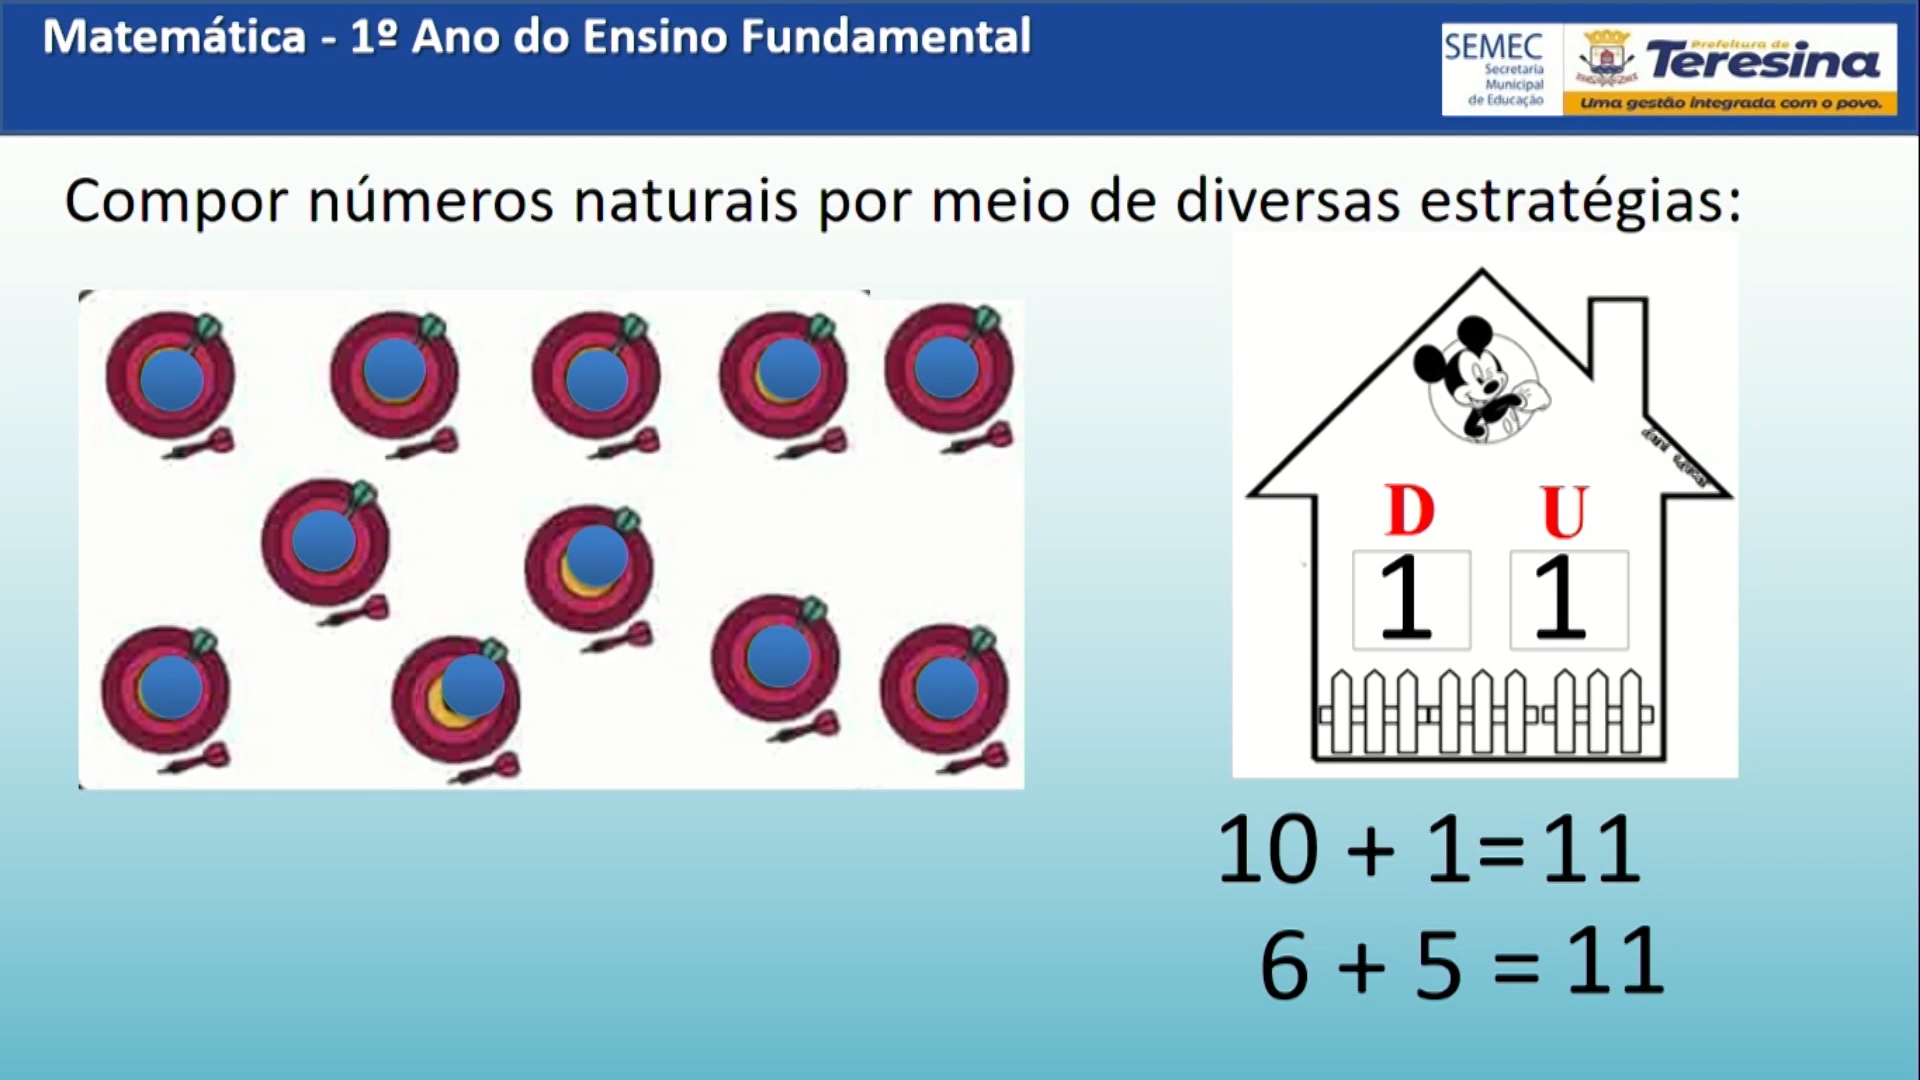 Matemática - 1º Ano do Ensino Fundamental
SEMEC
Secretaria
Municipal
de Educação
Prefeitura de
Teresina
Uma gestão integrada com o povo.
Compor números naturais por meio de diversas estratégias:
D U
1 1
10 + 1= 11
6 + 5 = 11